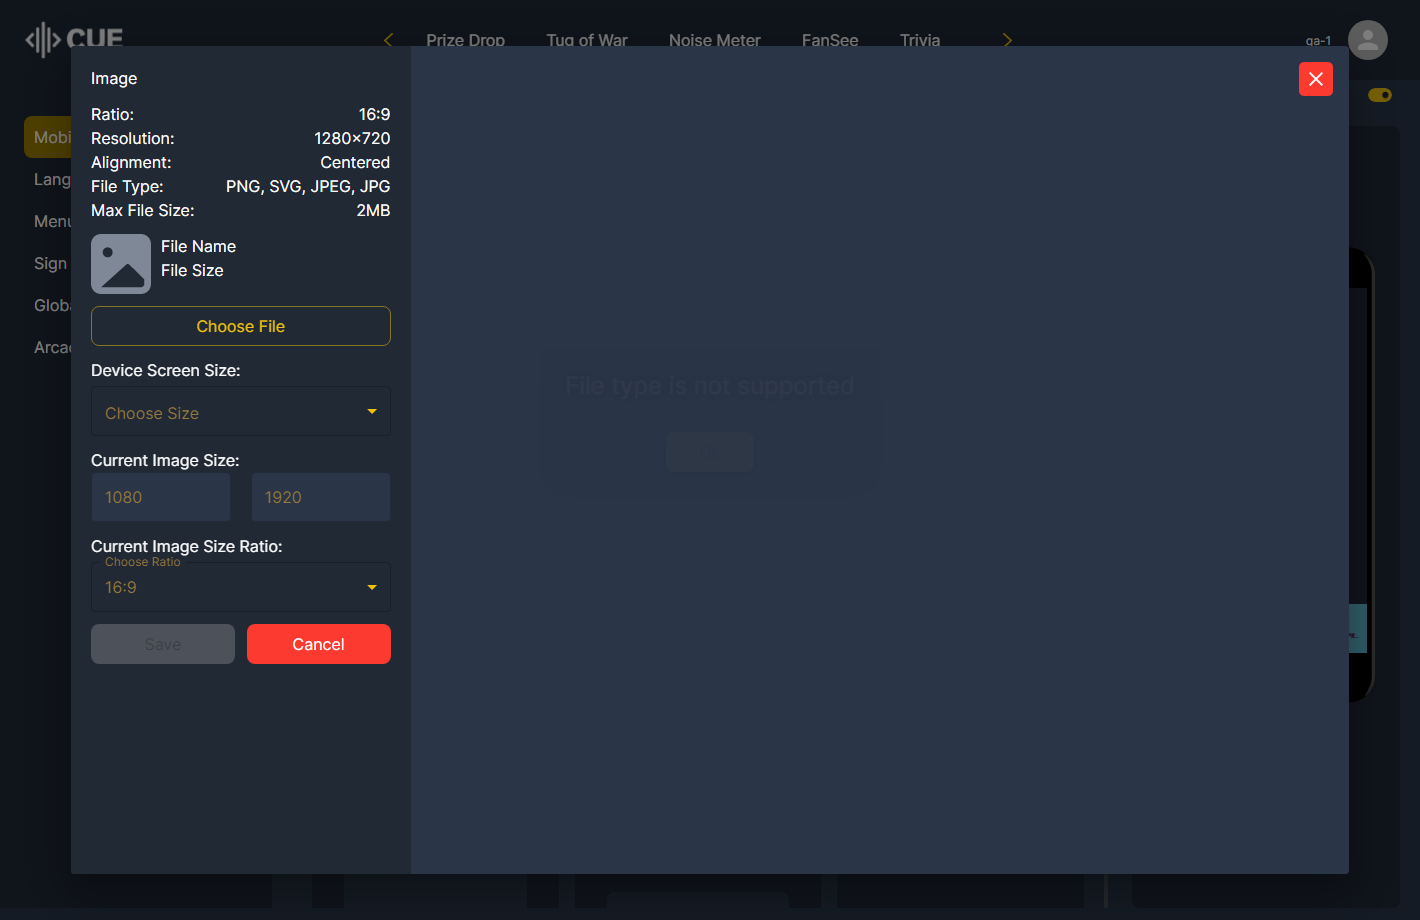 CUE
Prize Drop Tug of War Noise Meter FanSee Trivia
qa-1
Image
Ratio: 16:9
Resolution: 1280×720
Alignment: Centered
File Type: PNG, SVG, JPEG, JPG
Max File Size: 2MB
File Name
File Size
Choose File
Device Screen Size:
Choose Size
Current Image Size:
1080 1920
Current Image Size Ratio:
Choose Ratio
16:9
Save Cancel
File type is not supported
Mobi
Lang
Menu
Sign
Globa
Arcad